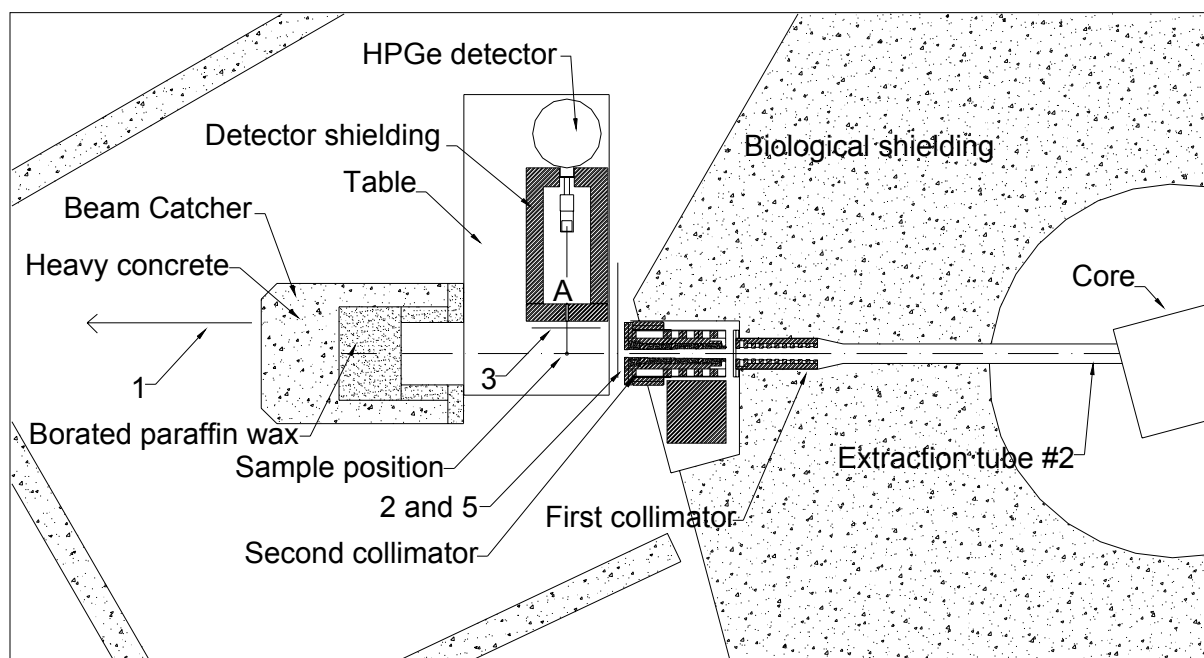 HPGe detector
Detector shielding
Biological shielding
Table
Beam Catcher
Heavy concrete
Core
A
1
3
Borated paraffin wax
Sample position
Extraction tube #2
2 and 5
First collimator
Second collimator